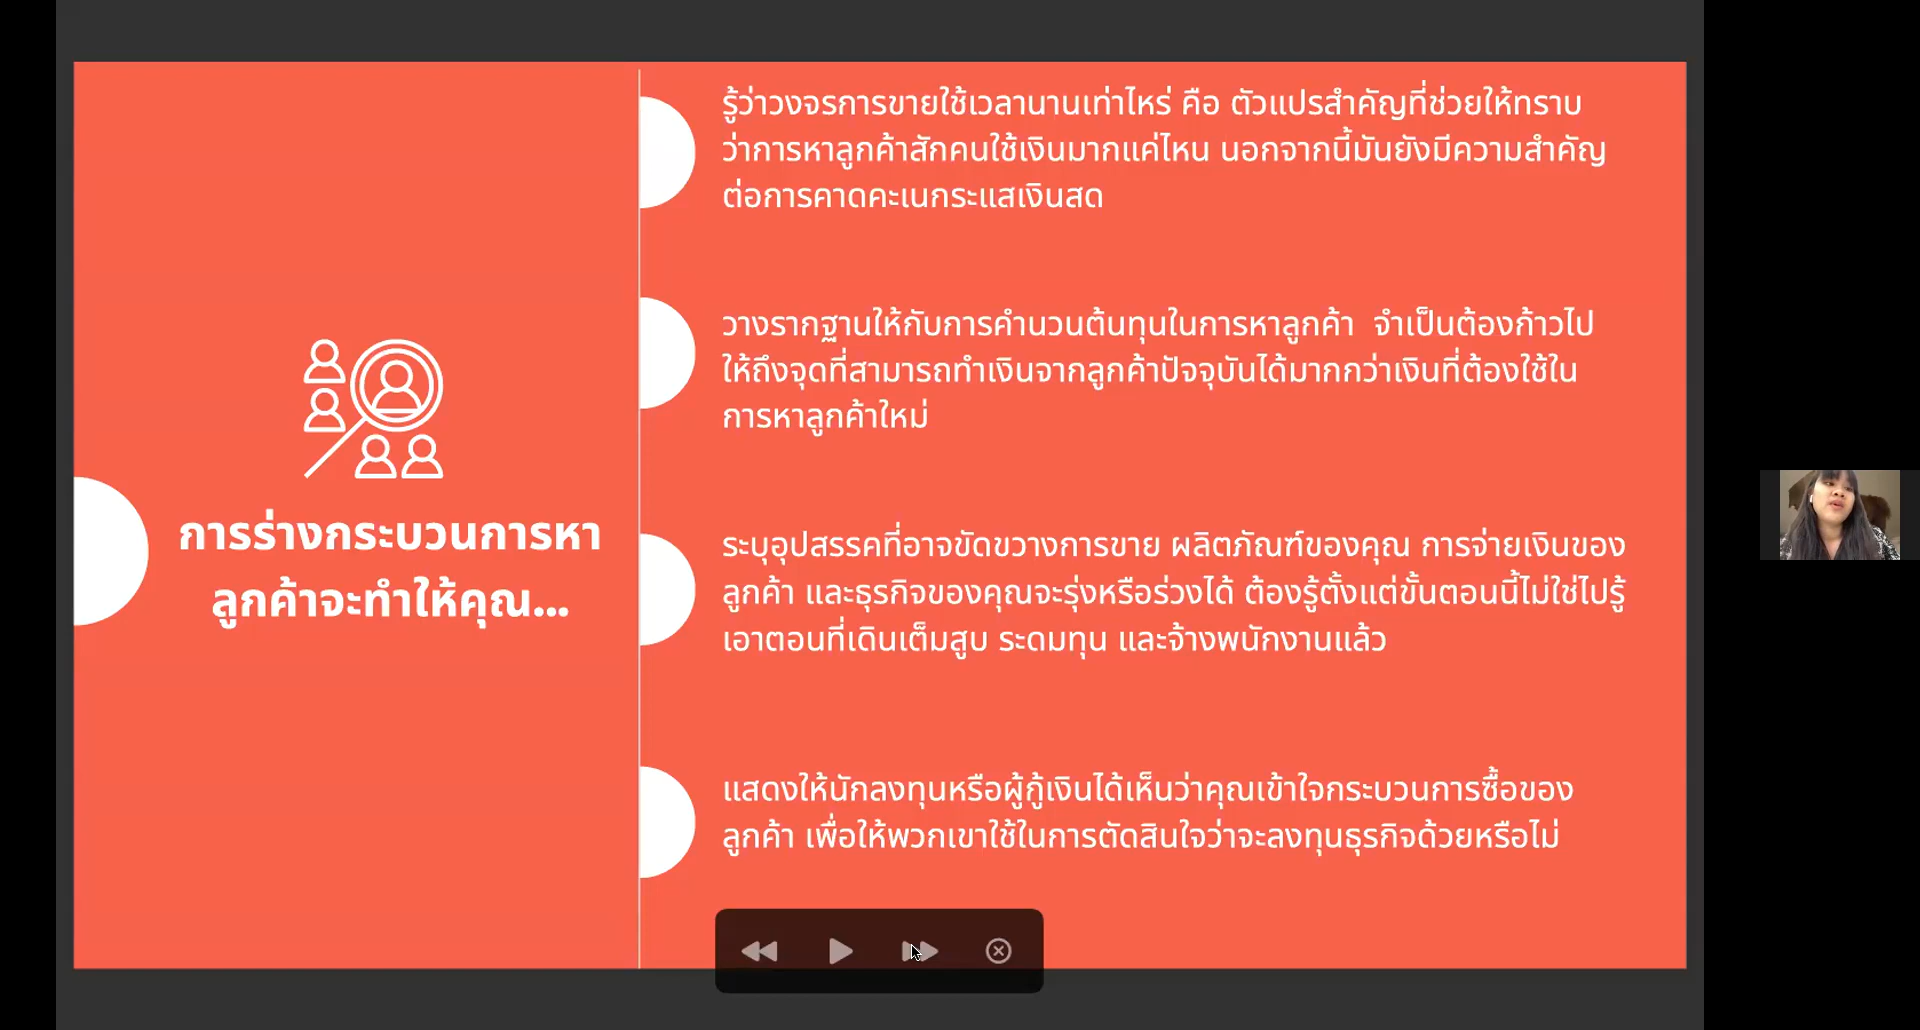 การร่างกระบวนการหา
ลูกค้าจะทำให้คุณ...
รู้ว่าวงจรการขายใช้เวลานานเท่าไหร่ คือ ตัวแปรสำคัญที่ช่วยให้ทราบ
ว่าการหาลูกค้าสักคนใช้เงินมากแค่ไหน นอกจากนี้มันยังมีความสำคัญ
ต่อการคาดคะเนกระแสเงินสด
วางรากฐานให้กับการคำนวนต้นทุนในการหาลูกค้า  จำเป็นต้องก้าวไป
ให้ถึงจุดที่สามารถทำเงินจากลูกค้าปัจจุบันได้มากกว่าเงินที่ต้องใช้ใน
การหาลูกค้าใหม่
ระบุอุปสรรคที่อาจขัดขวางการขาย ผลิตภัณฑ์ของคุณ การจ่ายเงินของ
ลูกค้า และธุรกิจของคุณจะรุ่งหรือร่วงได้ ต้องรู้ตั้งแต่ขั้นตอนนี้ไม่ใช่ไปรู้
เอาตอนที่เดินเต็มสูบ ระดมทุน และจ้างพนักงานแล้ว
แสดงให้นักลงทุนหรือผู้กู้เงินได้เห็นว่าคุณเข้าใจกระบวนการซื้อของ
ลูกค้า เพื่อให้พวกเขาใช้ในการตัดสินใจว่าจะลงทุนธุรกิจด้วยหรือไม่